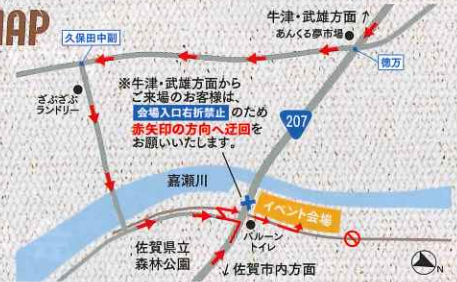 MAP
牛津・武雄方面↑
あんくる夢市場
久保田中副
徳万
ざぶざぶ
ランドリー
※牛津・武雄方面から
ご来場のお客様は、
会場入口右折禁止のため
赤矢印の方向へ迂回を
お願いいたします。
207
嘉瀬川
イベント会場
バルーン
トイレ
佐賀県立
森林公園
↓佐賀市内方面
N